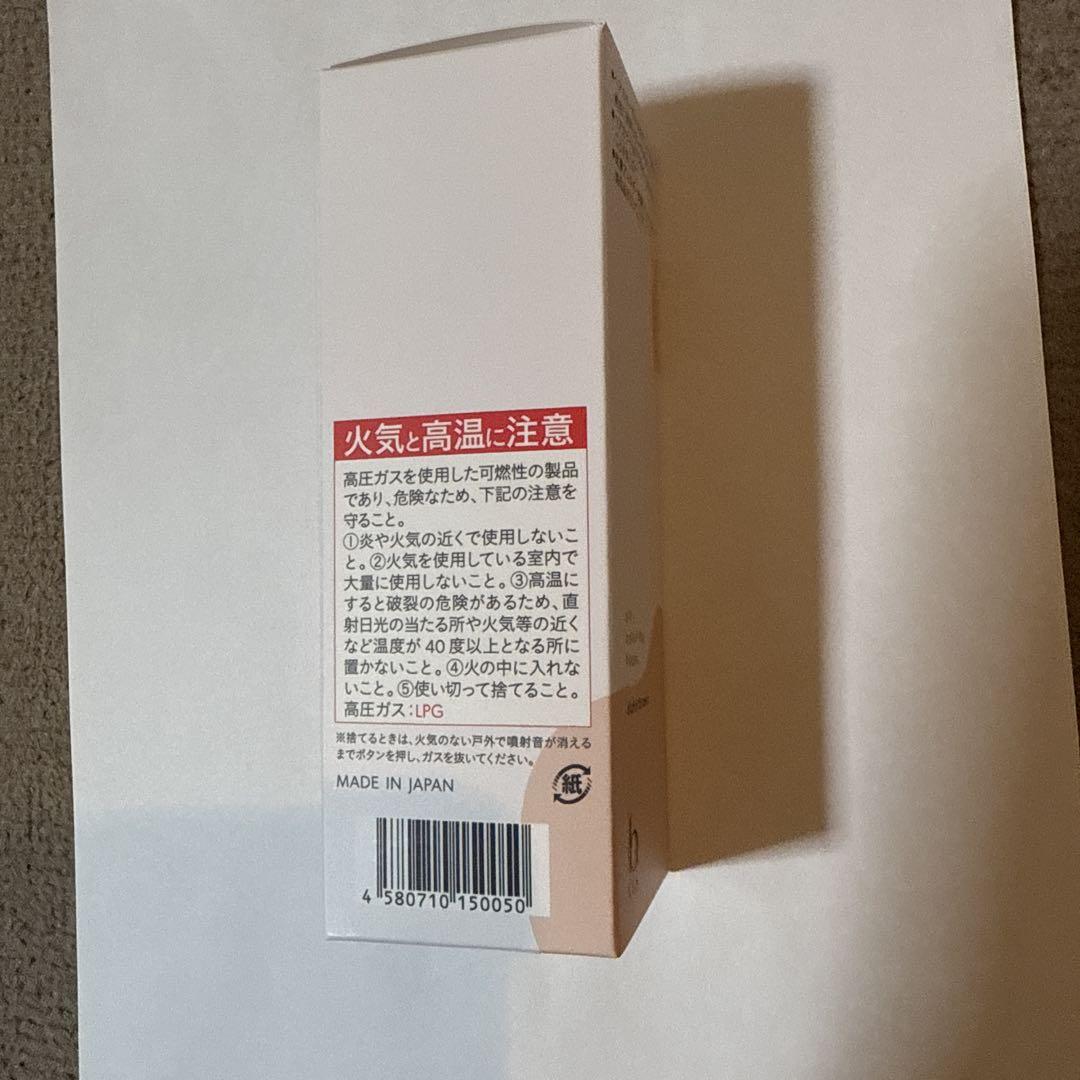 火気と高温に注意
高圧ガスを使用した可燃性の製品
であり、危険なため、下記の注意を
守ること。
①炎や火気の近くで使用しないこ
と。②火気を使用している室内で
大量に使用しないこと。③高温に
すると破裂の危険があるため、直
射日光の当たる所や火気等の近く
など温度が40度以上となる所に
置かないこと。④火の中に入れな
いこと。⑤使い切って捨てること。
高圧ガス:LPG
※捨てるときは、火気のない戸外で噴射音が消える
までボタンを押し、ガスを抜いてください。
MADE IN JAPAN
紙
4 580710 150050
b